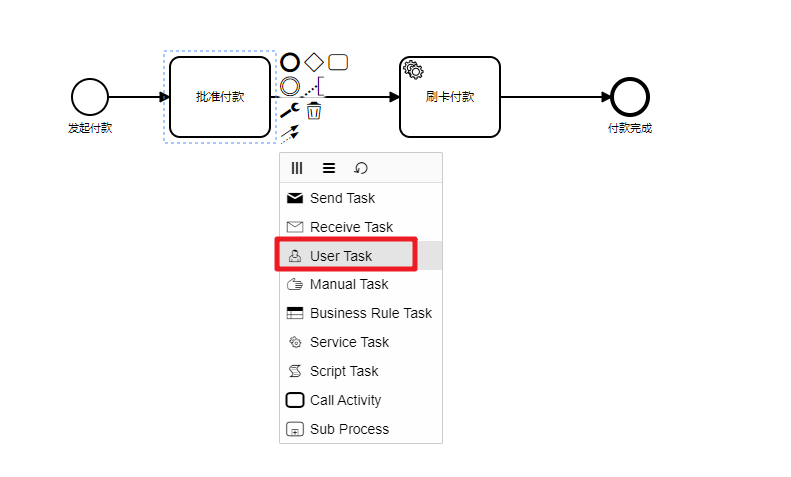 批准付款
刷卡付款
发起付款
付款完成
Send Task
Receive Task
User Task
Manual Task
Business Rule Task
Service Task
Script Task
Call Activity
Sub Process